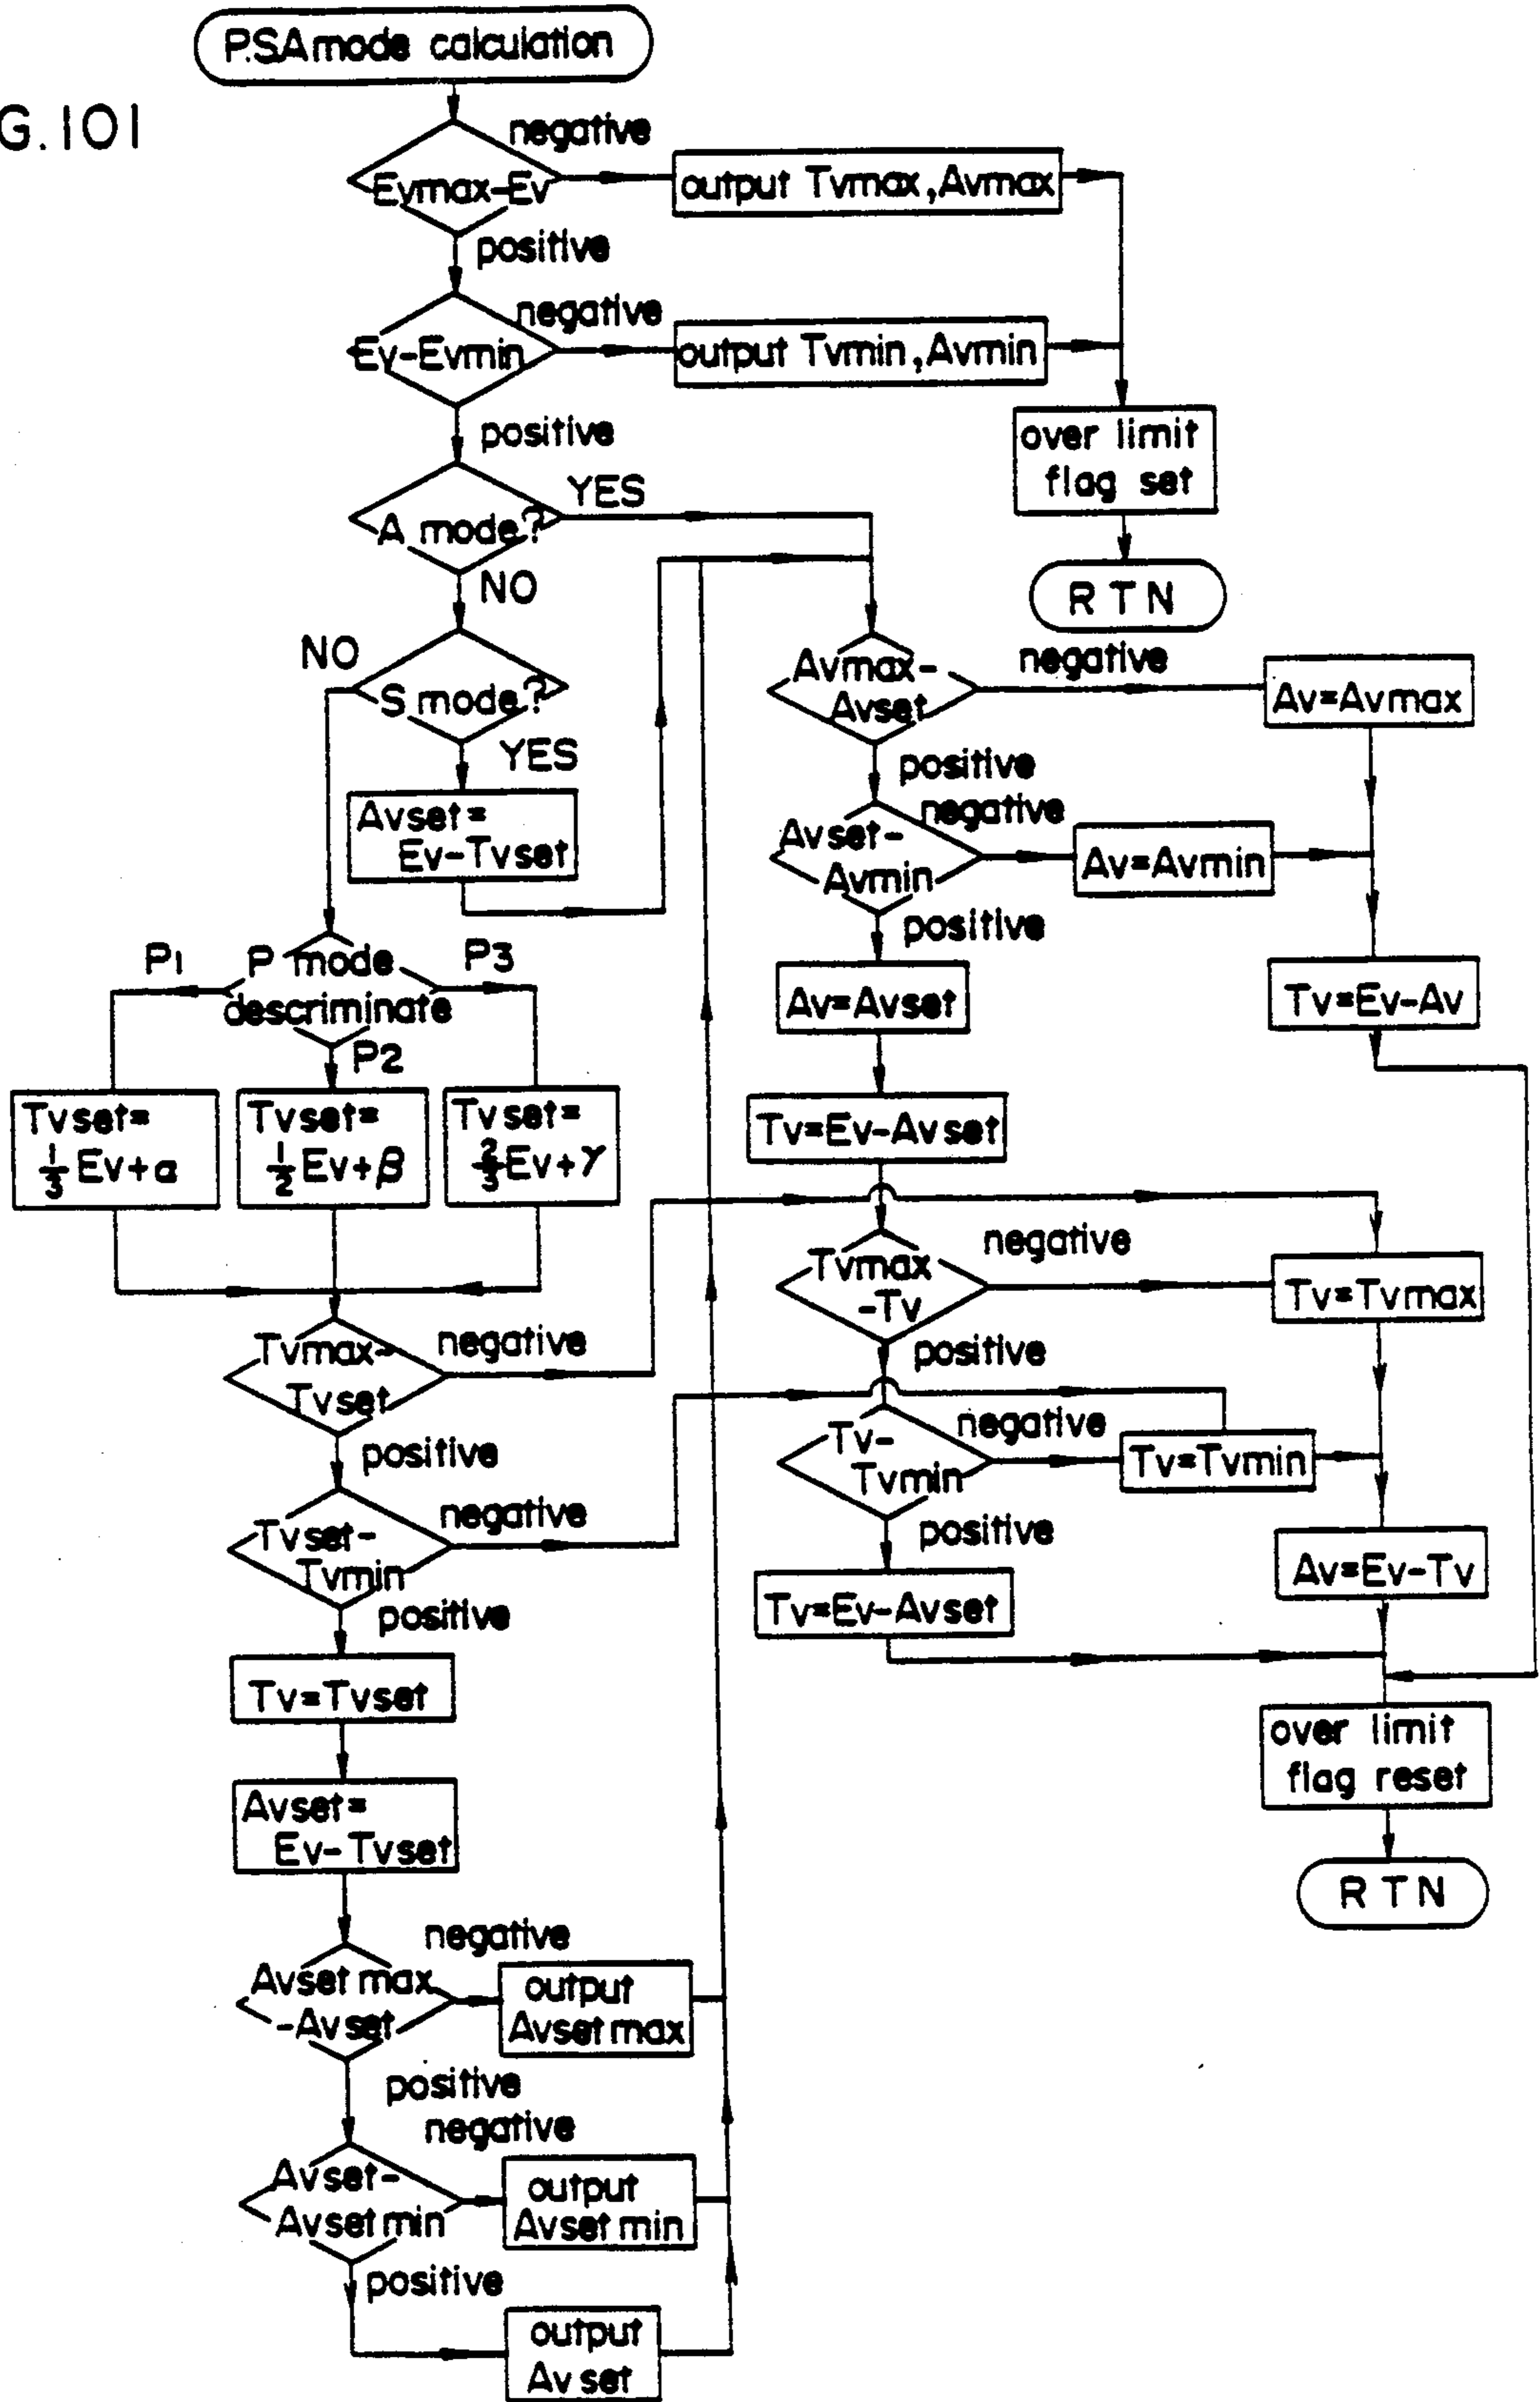 P.S.A mode calculation
G.101
negative
Evmax-Ev
output Tvmax,Avmax
positive
negative
Ev-Evmin
output Tvmin,Avmin
positive
over limit
flag set
YES
A mode?
NO
R T N
NO
S mode?
YES
Avset=
Ev-Tvset
Avmax-
Avset
negative
Av=Avmax
positive
negative
Avset-
Avmin
Av=Avmin
positive
P1
P mode
descriminate
P3
P2
Av=Avset
Tv=Ev-Av
Tvset=
1/3 Ev+α
Tvset=
1/2 Ev+β
Tvset=
2/3 Ev+γ
Tv=Ev-Avset
Tvmax
-Tv
negative
Tv=Tvmax
positive
Tvmax-
Tvset
negative
positive
Tv-
Tvmin
negative
Tv=Tvmin
positive
Tvset-
Tvmin
negative
positive
Tv=Ev-Avset
Av=Ev-Tv
Tv=Tvset
over limit
flag reset
Avset=
Ev-Tvset
R T N
negative
Avset max
-Avset
output
Avset max
positive
negative
Avset-
Avset min
output
Avset min
positive
output
Av set